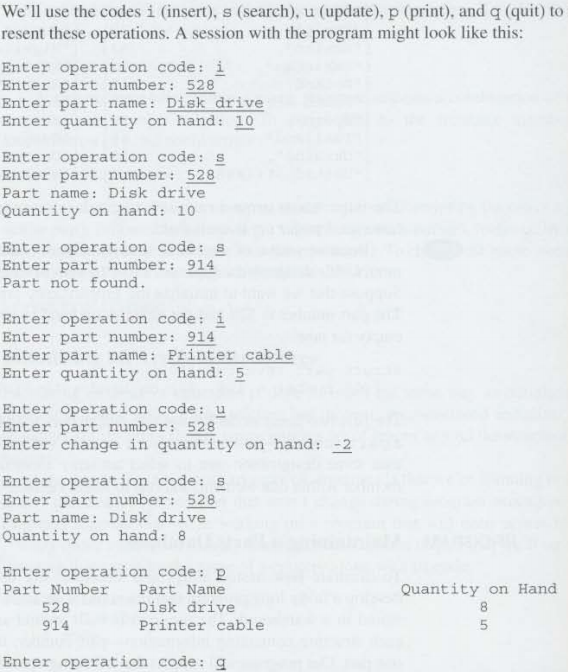 We'll use the codes i (insert), s (search), u (update), p (print), and q (quit) to
resent these operations. A session with the program might look like this:
Enter operation code: i
Enter part number: 528
Enter part name: Disk drive
Enter quantity on hand: 10
Enter operation code: s
Enter part number: 528
Part name: Disk drive
Quantity on hand: 10
Enter operation code: s
Enter part number: 914
Part not found.
Enter operation code: i
Enter part number: 914
Enter part name: Printer cable
Enter quantity on hand: 5
Enter operation code: u
Enter part number: 528
Enter change in quantity on hand: -2
Enter operation code: s
Enter part number: 528
Part name: Disk drive
Quantity on hand: 8
Enter operation code: p
Part Number Part Name Quantity on Hand
528 Disk drive 8
914 Printer cable 5
Enter operation code: q